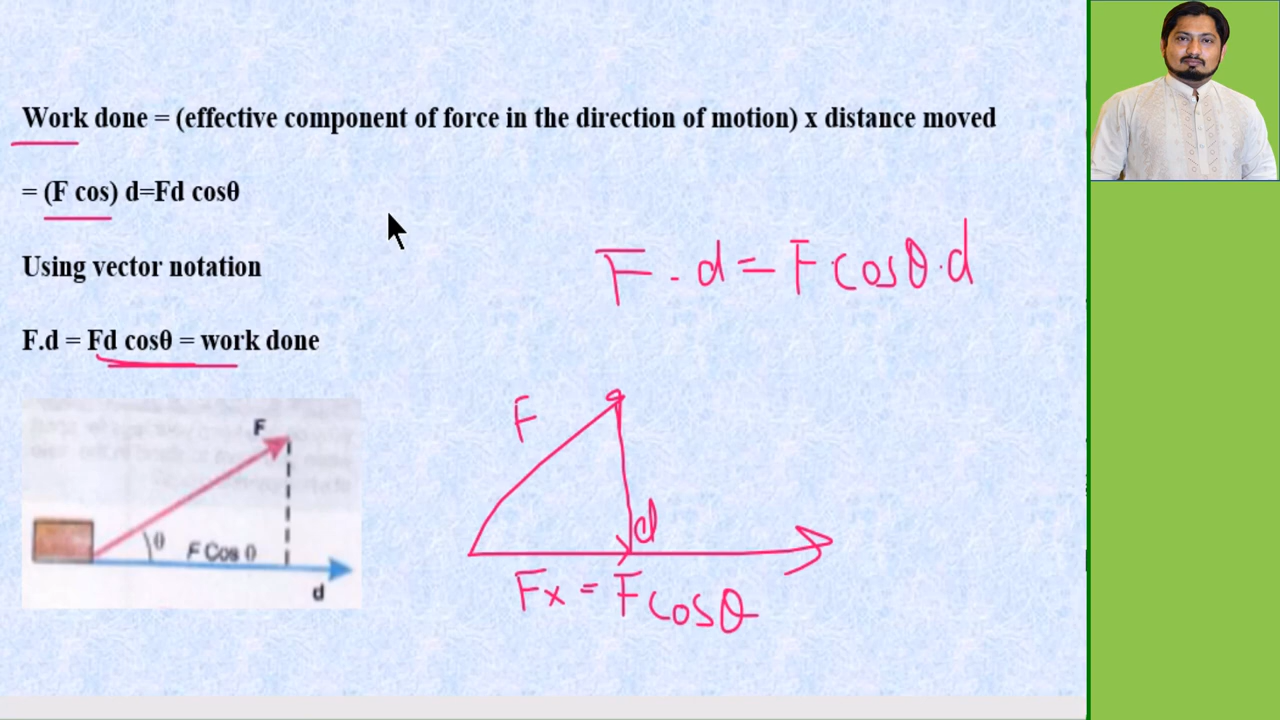 Work done = (effective component of force in the direction of motion) x distance moved
= (F cos) d=Fd cosθ
Using vector notation
F.d = Fd cosθ = work done
F . d = F cosθ . d
F
θ
F Cos θ
d
F
d
Fx = F cosθ